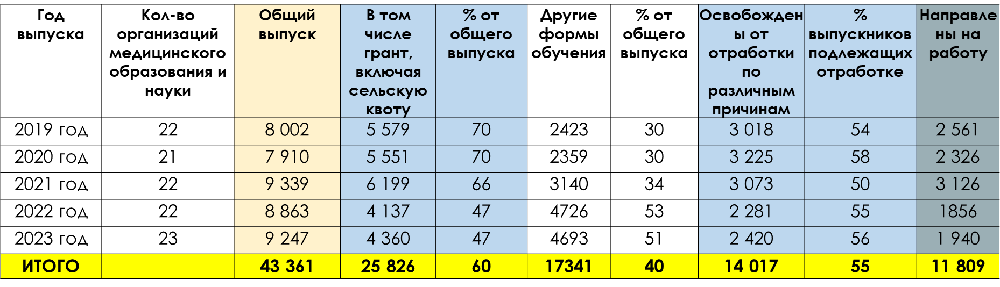 Год выпуска
Кол-во организаций медицинского образования и науки
Общий выпуск
В том числе грант, включая сельскую квоту
% от общего выпуска
Другие формы обучения
% от общего выпуска
Освобожден ы от отработки по различным причинам
% выпускников подлежащих отработке
Направле ны на работу
2019 год 22 8 002 5 579 70 2423 30 3 018 54 2 561
2020 год 21 7 910 5 551 70 2359 30 3 225 58 2 326
2021 год 22 9 339 6 199 66 3140 34 3 073 50 3 126
2022 год 22 8 863 4 137 47 4726 53 2 281 55 1856
2023 год 23 9 247 4 360 47 4693 51 2 420 56 1 940
ИТОГО 43 361 25 826 60 17341 40 14 017 55 11 809